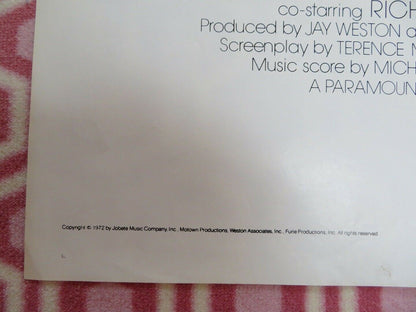 co-starring RICH
Produced by JAY WESTON a
Screenplay by TERENCE M
Music score by MICH
A PARAMOUN
Copyright © 1972 by Jobete Music Company, Inc., Motown Productions, Weston Associates, Inc., Furie Productions, Inc. All rights reserved